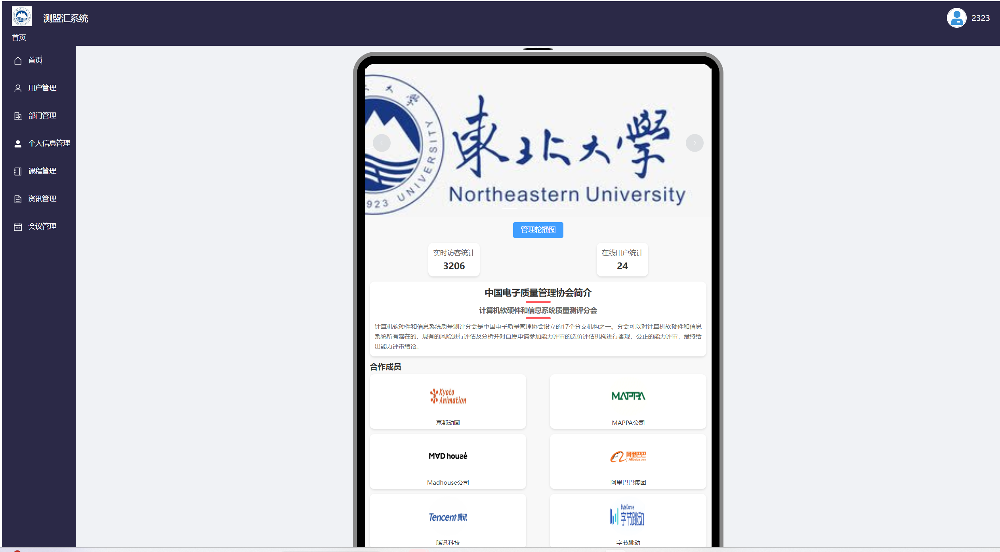 测盟汇系统
2323
首页
首页
用户管理
部门管理
个人信息管理
课程管理
资讯管理
会议管理
大 學
東北大學
Northeastern University
923 UNIVERSITY
管理轮播图
实时访客统计
3206
在线用户统计
24
中国电子质量管理协会简介
计算机软硬件和信息系统质量测评分会
计算机软硬件和信息系统质量测评分会是中国电子质量管理协会设立的17个分支机构之一。分会可以对计算机软硬件和信息
系统所有潜在的、现有的风险进行评估及分析并对自愿申请参加能力评审的造价评估机构进行客观、公正的能力评审，最终给
出能力评审结论。
合作成员
Kyoto
Animation
京都动画
MAPPA
MAPPA公司
MAD house
Madhouse公司
阿里巴巴
Alibaba.com
阿里巴巴集团
Tencent 腾讯
腾讯科技
ByteDance
字节跳动
字节跳动